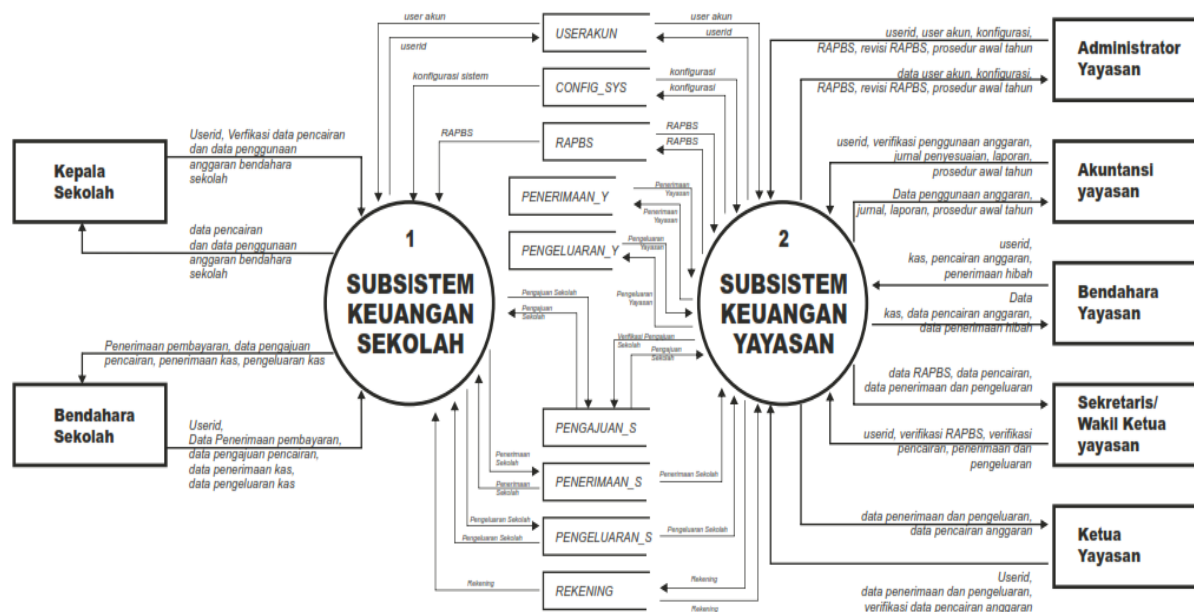 user akun
userid
USERAKUN
user akun
userid
konfigurasi sistem
CONFIG_SYS
konfigurasi
konfigurasi
RAPBS
RAPBS
RAPBS
RAPBS
PENERIMAAN_Y
Penerimaan
Yayasan
Penerimaan
Yayasan
PENGELUARAN_Y
Pengeluaran
Yayasan
Pengeluaran
Yayasan
Kepala
Sekolah
Userid, Verfikasi data pencairan
dan data penggunaan
anggaran bendahara
sekolah
data pencairan
dan data penggunaan
anggaran bendahara
sekolah
Bendahara
Sekolah
Penerimaan pembayaran, data pengajuan
pencairan, penerimaan kas, pengeluaran kas
Userid,
Data Penerimaan pembayaran,
data pengajuan pencairan,
data penerimaan kas,
data pengeluaran kas
1
SUBSISTEM
KEUANGAN
SEKOLAH
Pengajuan Sekolah
Pengajuan
Sekolah
Verifikasi Pengajuan
Sekolah
Pengajuan
Sekolah
PENGAJUAN_S
Penerimaan
Sekolah
Penerimaan
Sekolah
PENERIMAAN_S
Penerimaan Sekolah
Pengeluaran Sekolah
Pengeluaran Sekolah
PENGELUARAN_S
Pengeluaran Sekolah
Rekening
REKENING
Rekening
Rekening
2
SUBSISTEM
KEUANGAN
YAYASAN
userid, user akun, konfigurasi,
RAPBS, revisi RAPBS, prosedur awal tahun
data user akun, konfigurasi,
RAPBS, revisi RAPBS, prosedur awal tahun
Administrator
Yayasan
userid, verifikasi penggunaan anggaran,
jurnal penyesuaian, laporan,
prosedur awal tahun
Data penggunaan anggaran,
jurnal, laporan, prosedur awal tahun
Akuntansi
yayasan
userid,
kas, pencairan anggaran,
penerimaan hibah
Data
kas, data pencairan anggaran,
data penerimaan hibah
Bendahara
Yayasan
data RAPBS, data pencairan,
data penerimaan dan pengeluaran
userid, verifikasi RAPBS, verifikasi
pencairan, penerimaan dan
pengeluaran
Sekretaris/
Wakil Ketua
yayasan
data penerimaan dan pengeluaran,
data pencairan anggaran
Userid,
data penerimaan dan pengeluaran,
verifikasi data pencairan anggaran
Ketua
Yayasan